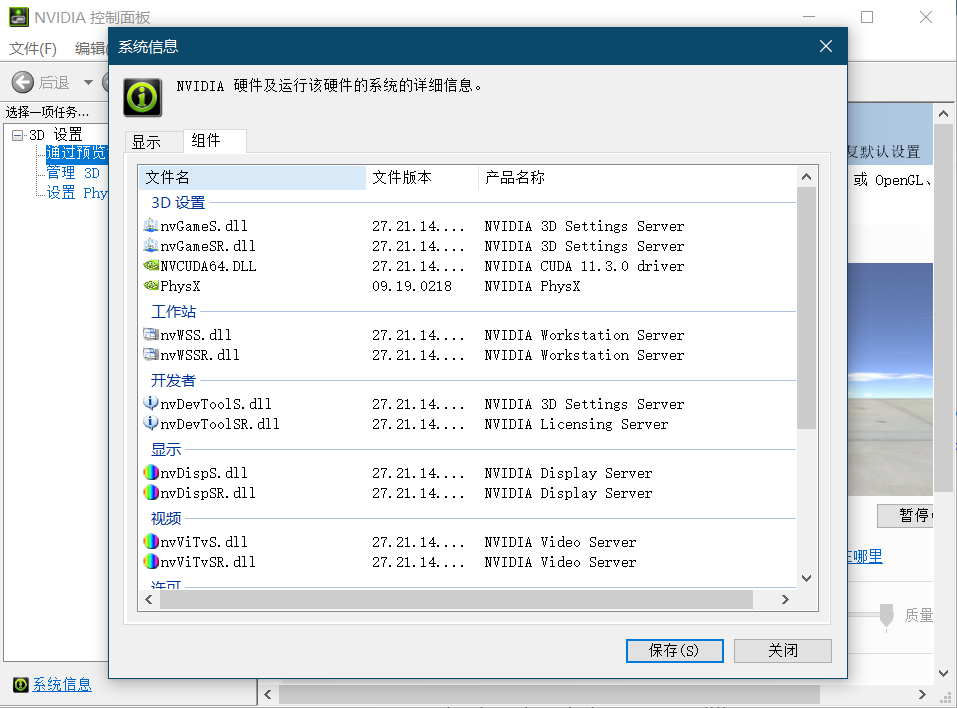 NVIDIA 控制面板
文件(F) 编辑
系统信息
后退
NVIDIA 硬件及运行该硬件的系统的详细信息。
选择一项任务...
3D 设置
通过预览
管理 3D
设置 Phy
显示 组件
复默认设置
或 OpenGL、
文件名 文件版本 产品名称
3D 设置
nvGameS.dll 27.21.14.... NVIDIA 3D Settings Server
nvGameSR.dll 27.21.14.... NVIDIA 3D Settings Server
NVCUDA64.DLL 27.21.14.... NVIDIA CUDA 11.3.0 driver
PhysX 09.19.0218 NVIDIA PhysX
工作站
nvWSS.dll 27.21.14.... NVIDIA Workstation Server
nvWSSR.dll 27.21.14.... NVIDIA Workstation Server
开发者
nvDevToolS.dll 27.21.14.... NVIDIA 3D Settings Server
nvDevToolSR.dll 27.21.14.... NVIDIA Licensing Server
显示
nvDispS.dll 27.21.14.... NVIDIA Display Server
nvDispSR.dll 27.21.14.... NVIDIA Display Server
视频
nvViTvS.dll 27.21.14.... NVIDIA Video Server
nvViTvSR.dll 27.21.14.... NVIDIA Video Server
许可
暂停
哪里
质量
保存(S) 关闭
系统信息